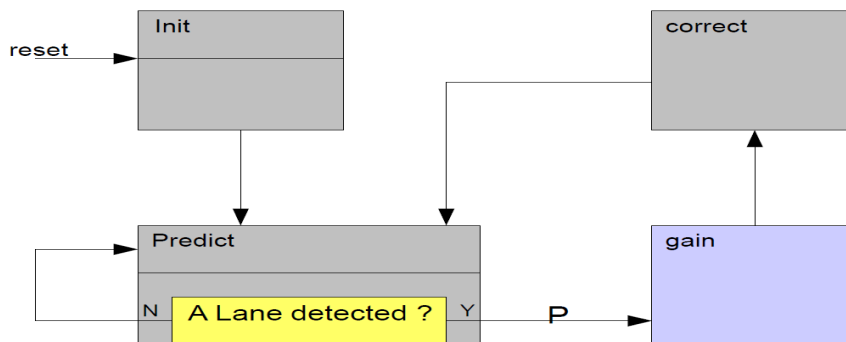 Init
correct
reset
Predict
gain
N
A Lane detected ?
Y
P